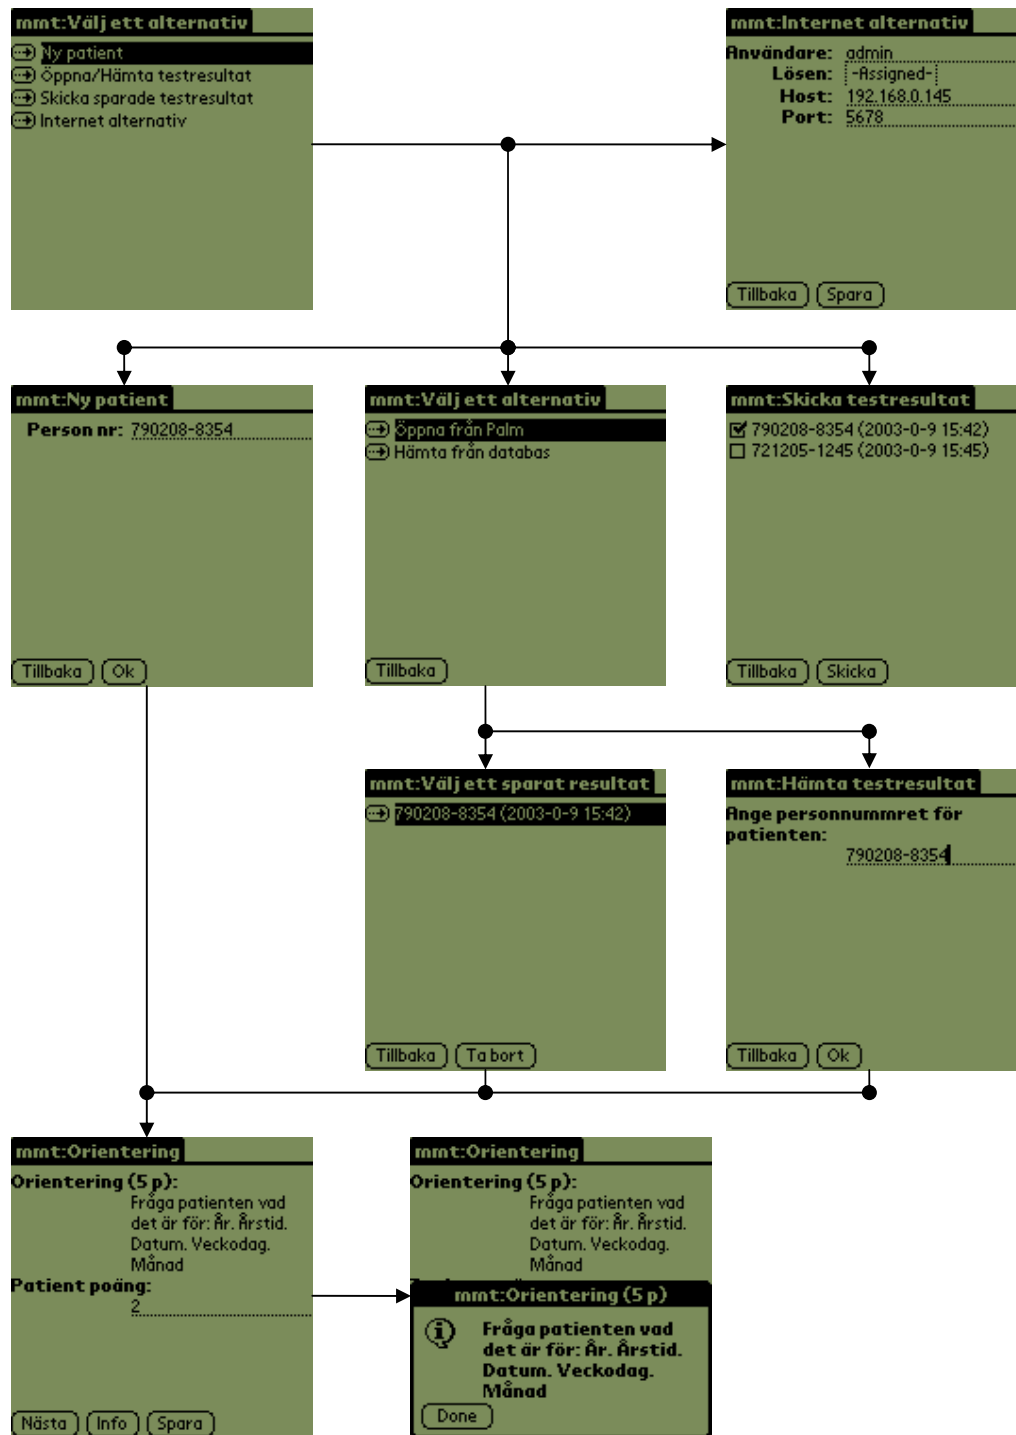 mmt:Välj ett alternativ
Ny patient
Öppna/Hämta testresultat
Skicka sparade testresultat
Internet alternativ
mmt:Internet alternativ
Användare: admin
Lösen: -Assigned-
Host: 192.168.0.145
Port: 5678
Tillbaka Spara
mmt:Ny patient
Person nr: 790208-8354
Tillbaka Ok
mmt:Välj ett alternativ
Öppna från Palm
Hämta från databas
Tillbaka
mmt:Skicka testresultat
790208-8354 (2003-0-9 15:42)
721205-1245 (2003-0-9 15:45)
Tillbaka Skicka
mmt:Välj ett sparat resultat
790208-8354 (2003-0-9 15:42)
Tillbaka Ta bort
mmt:Hämta testresultat
Ange personnummret för
patienten:
790208-8354
Tillbaka Ok
mmt:Orientering
Orientering (5 p):
Fråga patienten vad
det är för: År. Årstid.
Datum. Veckodag.
Månad
Patient poäng:
2
Nästa Info Spara
mmt:Orientering
Orientering (5 p):
Fråga patienten vad
det är för: År. Årstid.
Datum. Veckodag.
Månad
mmt:Orientering (5 p)
Fråga patienten vad
det är för: År. Årstid.
Datum. Veckodag.
Månad
Done